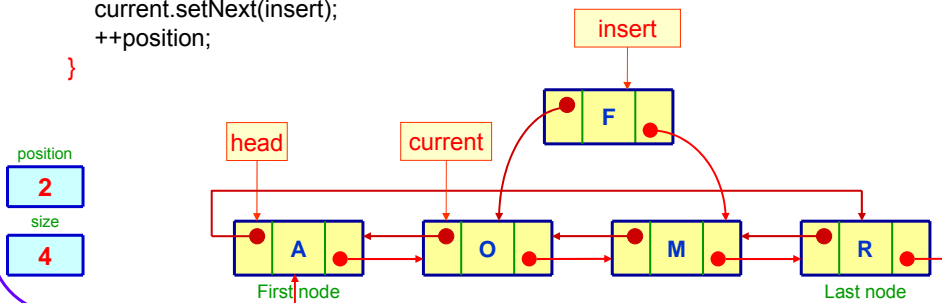 current.setNext(insert);
++position;
}
insert
F
head
current
position
2
size
4
A
O
M
R
First node
Last node